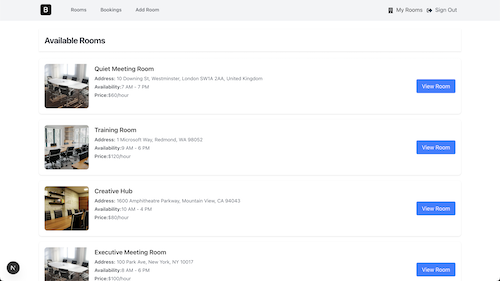 B
Rooms
Bookings
Add Room
My Rooms
Sign Out
Available Rooms
Quiet Meeting Room
Address: 10 Downing St, Westminster, London SW1A 2AA, United Kingdom
Availability:7 AM - 7 PM
Price:$60/hour
View Room
Training Room
Address: 1 Microsoft Way, Redmond, WA 98052
Availability:9 AM - 8 PM
Price:$120/hour
View Room
Creative Hub
Address: 1600 Amphitheatre Parkway, Mountain View, CA 94043
Availability:10 AM - 4 PM
Price:$80/hour
View Room
Executive Meeting Room
Address: 100 Park Ave, New York, NY 10017
Availability:8 AM - 6 PM
Price:$100/hour
View Room
N